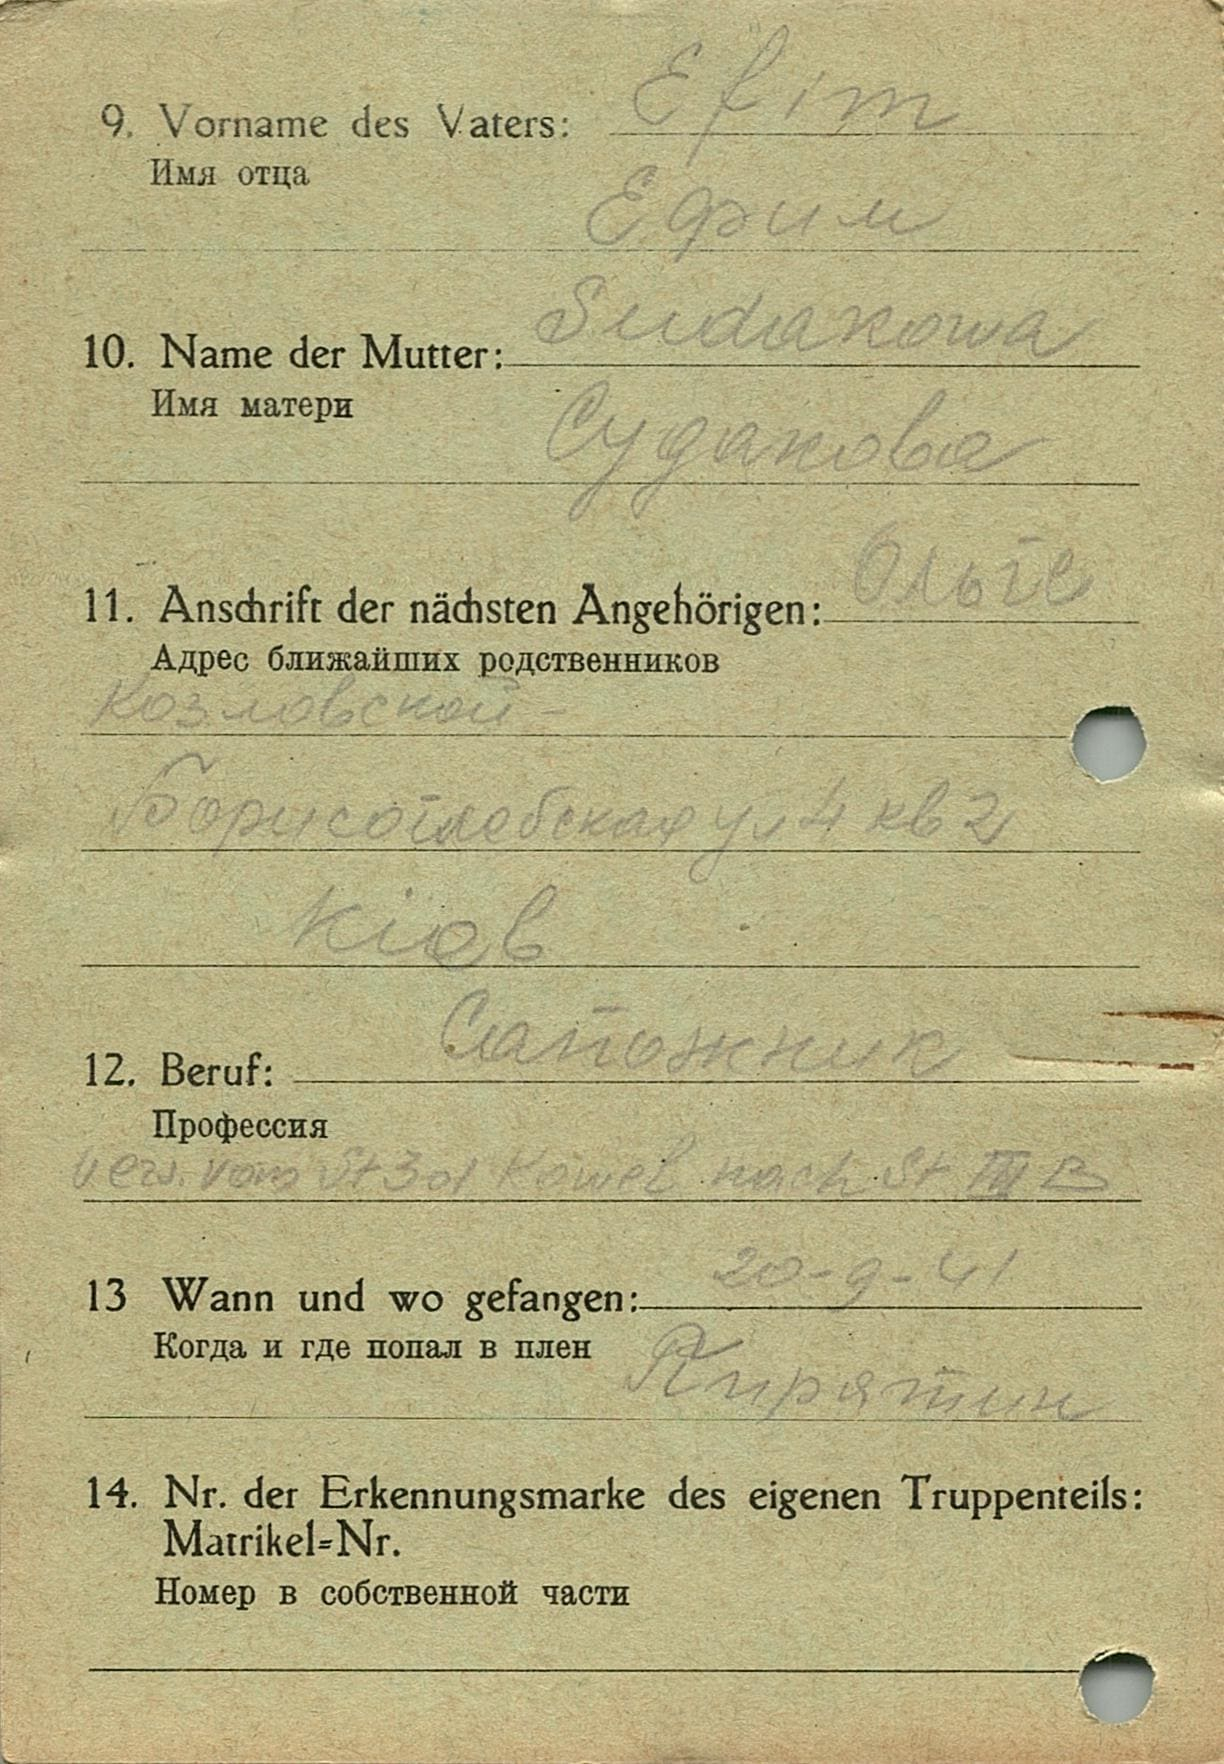 Efim
9. Vorname des Vaters:
Имя отца
Ефим
Sudakowa
10. Name der Mutter:
Имя матери
Судакова
Ольге
11. Anschrift der nächsten Angehörigen:
Адрес ближайших родственников
Козловской -
Борисоглебская ул 4 кв 2
Кіев
Сапожник
12. Beruf:
Профессия
vers. vom St 301 Kowel nach St III B
20-9-41
13 Wann und wo gefangen:
Когда и где попал в плен
Пирятин
14. Nr. der Erkennungsmarke des eigenen Truppenteils:
Matrikel=Nr.
Номер в собственной части